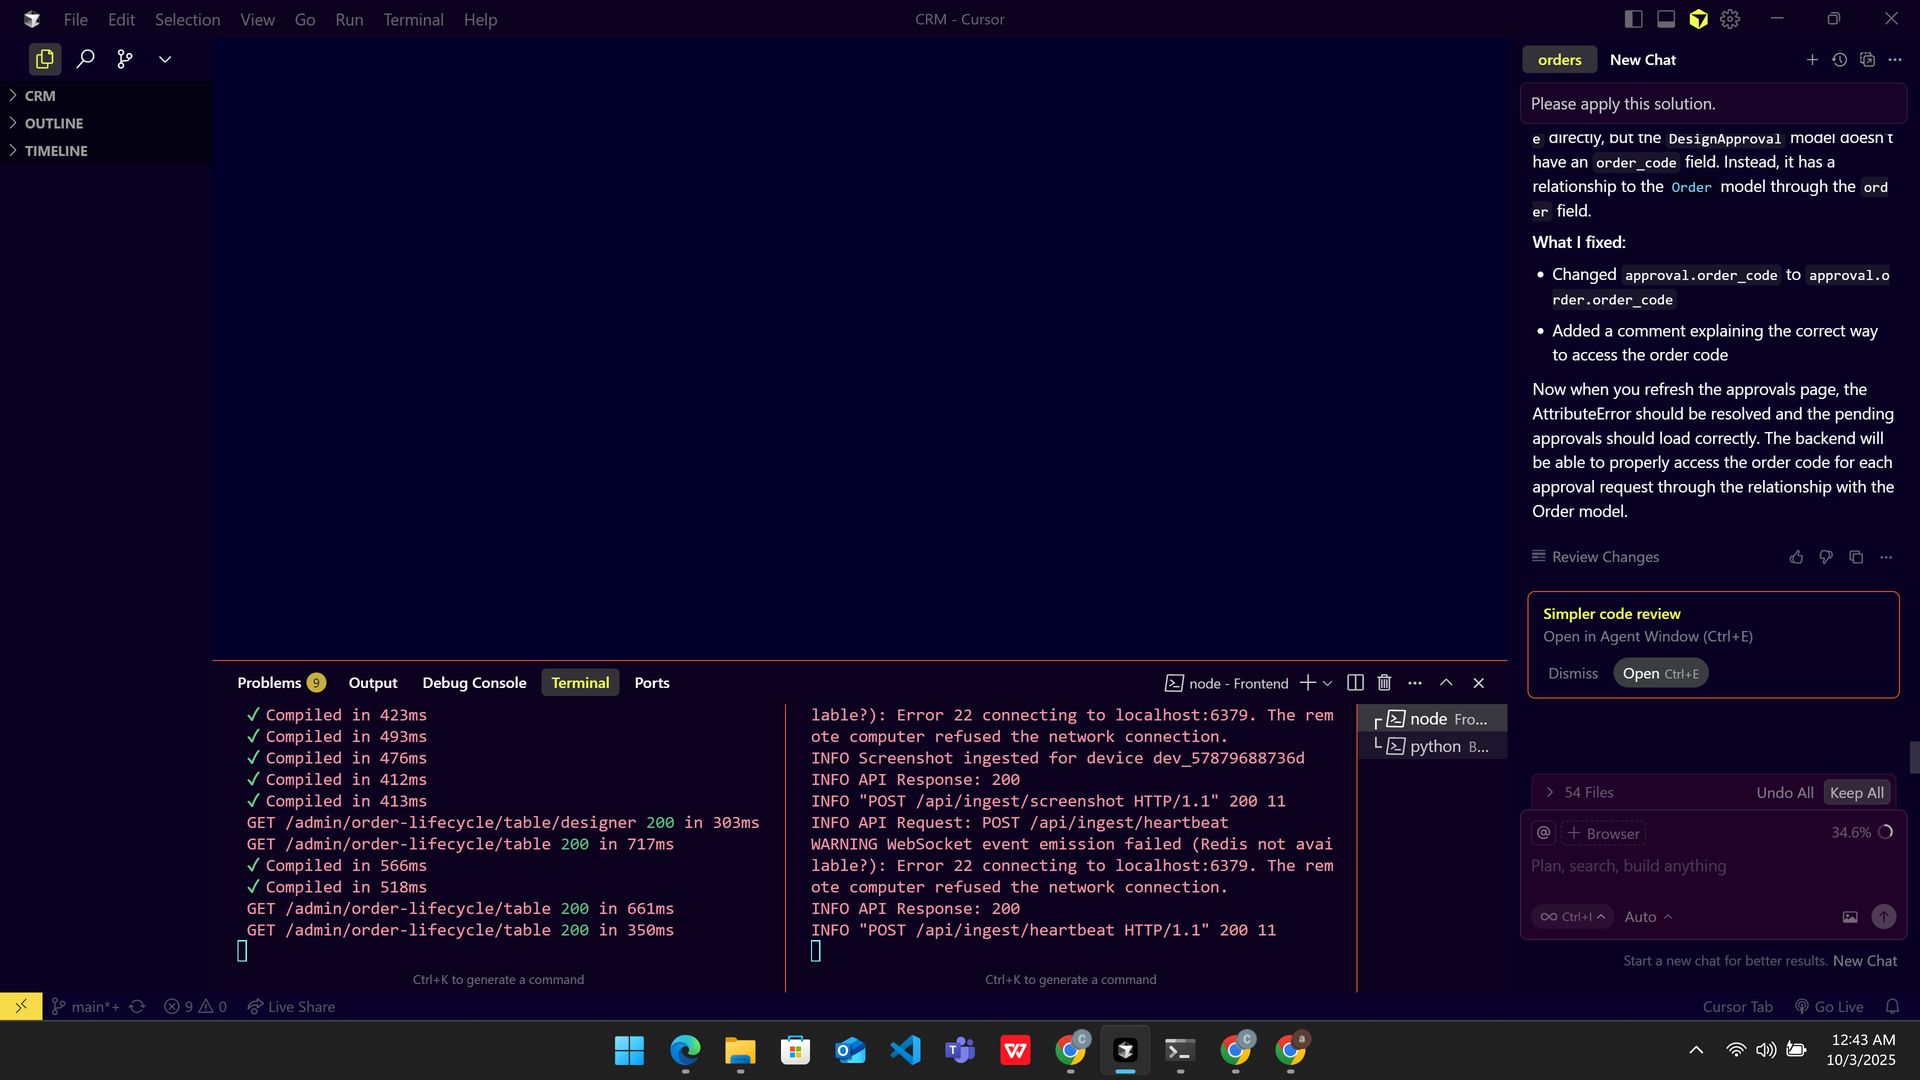 File Edit Selection View Go Run Terminal Help
CRM - Cursor
CRM
OUTLINE
TIMELINE
orders New Chat
Please apply this solution.
e directly, but the DesignApproval model doesn't
have an order_code field. Instead, it has a
relationship to the Order model through the ord
er field.
What I fixed:
• Changed approval.order_code to approval.o
rder.order_code
• Added a comment explaining the correct way
to access the order code
Now when you refresh the approvals page, the
AttributeError should be resolved and the pending
approvals should load correctly. The backend will
be able to properly access the order code for each
approval request through the relationship with the
Order model.
Review Changes
Simpler code review
Open in Agent Window (Ctrl+E)
Dismiss Open Ctrl+E
54 Files Undo All Keep All
@ + Browser 34.6%
Plan, search, build anything
∞ Ctrl+I Auto
Start a new chat for better results. New Chat
Problems 9 Output Debug Console Terminal Ports
node - Frontend
✓ Compiled in 423ms
✓ Compiled in 493ms
✓ Compiled in 476ms
✓ Compiled in 412ms
✓ Compiled in 413ms
GET /admin/order-lifecycle/table/designer 200 in 303ms
GET /admin/order-lifecycle/table 200 in 717ms
✓ Compiled in 566ms
✓ Compiled in 518ms
GET /admin/order-lifecycle/table 200 in 661ms
GET /admin/order-lifecycle/table 200 in 350ms
Ctrl+K to generate a command
lable?): Error 22 connecting to localhost:6379. The rem
ote computer refused the network connection.
INFO Screenshot ingested for device dev_57879688736d
INFO API Response: 200
INFO "POST /api/ingest/screenshot HTTP/1.1" 200 11
INFO API Request: POST /api/ingest/heartbeat
WARNING WebSocket event emission failed (Redis not avai
lable?): Error 22 connecting to localhost:6379. The rem
ote computer refused the network connection.
INFO API Response: 200
INFO "POST /api/ingest/heartbeat HTTP/1.1" 200 11
Ctrl+K to generate a command
node Fro...
python B...
main*+ 9 0 Live Share
Cursor Tab Go Live
12:43 AM
10/3/2025